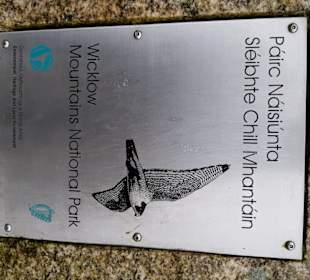 Páirc Náisiúnta
Sléibhte Chill Mhantáin
Wicklow
Mountains National Park